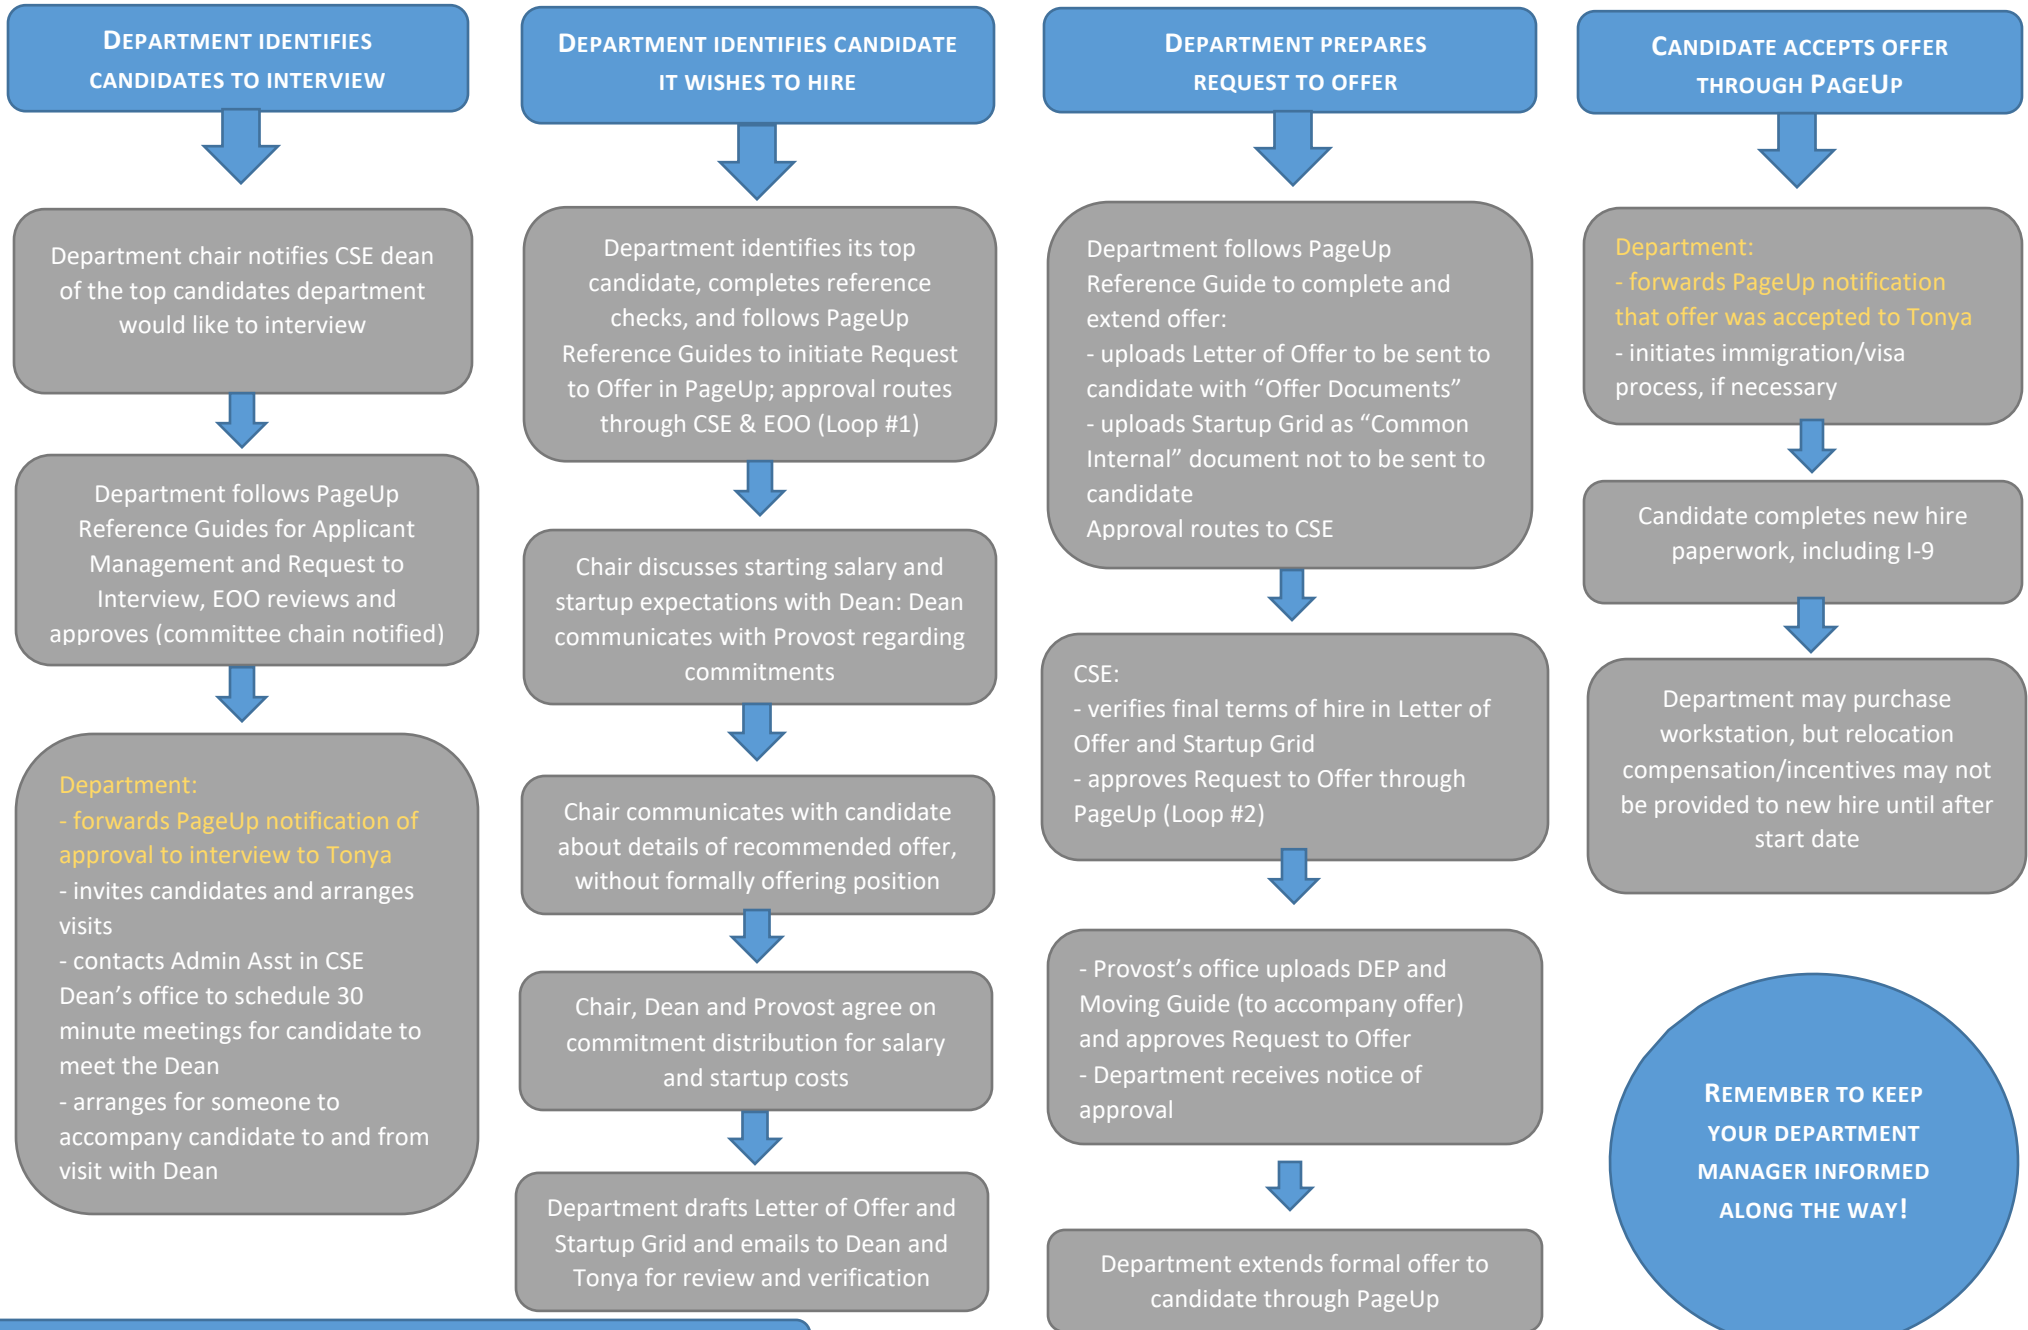 DEPARTMENT IDENTIFIES
CANDIDATES TO INTERVIEW
Department chair notifies CSE dean
of the top candidates department
would like to interview
Department follows PageUp
Reference Guides for Applicant
Management and Request to
Interview, EOO reviews and
approves (committee chain notified)
Department:
- forwards PageUp notification of
approval to interview to Tonya
- invites candidates and arranges
visits
- contacts Admin Asst in CSE
Dean’s office to schedule 30
minute meetings for candidate to
meet the Dean
- arranges for someone to
accompany candidate to and from
visit with Dean
DEPARTMENT IDENTIFIES CANDIDATE
IT WISHES TO HIRE
Department identifies its top
candidate, completes reference
checks, and follows PageUp
Reference Guides to initiate Request
to Offer in PageUp; approval routes
through CSE & EOO (Loop #1)
Chair discusses starting salary and
startup expectations with Dean: Dean
communicates with Provost regarding
commitments
Chair communicates with candidate
about details of recommended offer,
without formally offering position
Chair, Dean and Provost agree on
commitment distribution for salary
and startup costs
Department drafts Letter of Offer and
Startup Grid and emails to Dean and
Tonya for review and verification
DEPARTMENT PREPARES
REQUEST TO OFFER
Department follows PageUp
Reference Guide to complete and
extend offer:
- uploads Letter of Offer to be sent to
candidate with “Offer Documents”
- uploads Startup Grid as “Common
Internal” document not to be sent to
candidate
Approval routes to CSE
CSE:
- verifies final terms of hire in Letter of
Offer and Startup Grid
- approves Request to Offer through
PageUp (Loop #2)
- Provost’s office uploads DEP and
Moving Guide (to accompany offer)
and approves Request to Offer
- Department receives notice of
approval
Department extends formal offer to
candidate through PageUp
CANDIDATE ACCEPTS OFFER
THROUGH PAGEUP
Department:
- forwards PageUp notification
that offer was accepted to Tonya
- initiates immigration/visa
process, if necessary
Candidate completes new hire
paperwork, including I-9
Department may purchase
workstation, but relocation
compensation/incentives may not
be provided to new hire until after
start date
REMEMBER TO KEEP
YOUR DEPARTMENT
MANAGER INFORMED
ALONG THE WAY!